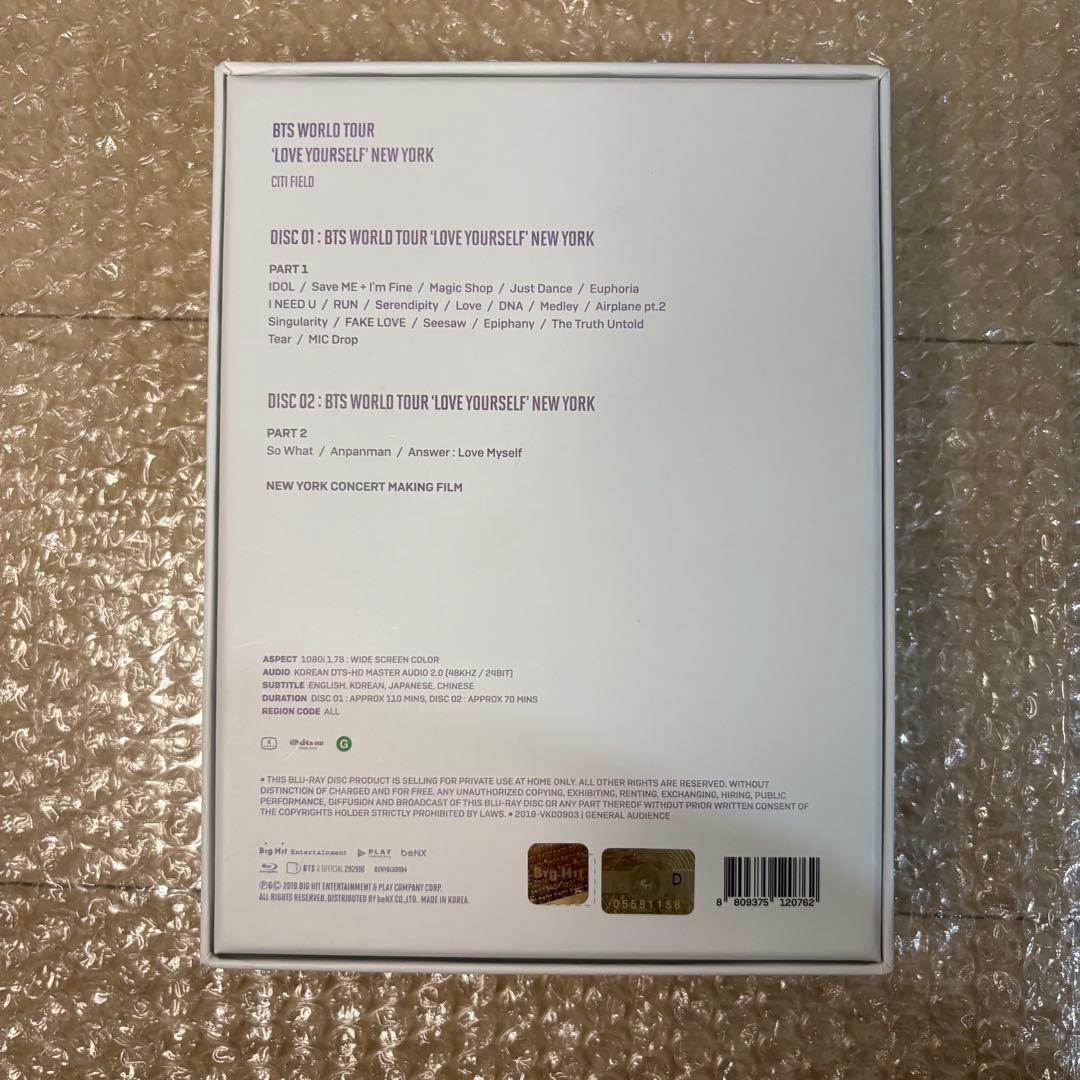 BTS WORLD TOUR
‘LOVE YOURSELF’ NEW YORK
CITI FIELD
DISC 01 : BTS WORLD TOUR ‘LOVE YOURSELF’ NEW YORK
PART 1
IDOL / Save ME + I'm Fine / Magic Shop / Just Dance / Euphoria
I NEED U / RUN / Serendipity / Love / DNA / Medley / Airplane pt.2
Singularity / FAKE LOVE / Seesaw / Epiphany / The Truth Untold
Tear / MIC Drop
DISC 02 : BTS WORLD TOUR ‘LOVE YOURSELF’ NEW YORK
PART 2
So What / Anpanman / Answer : Love Myself
NEW YORK CONCERT MAKING FILM
ASPECT 1080i 1.78 : WIDE SCREEN COLOR
AUDIO KOREAN DTS-HD MASTER AUDIO 2.0 (48KHZ / 24BIT)
SUBTITLE ENGLISH, KOREAN, JAPANESE, CHINESE
DURATION DISC 01 : APPROX 110 MINS, DISC 02 : APPROX 70 MINS
REGION CODE ALL
dts-HD G
• THIS BLU-RAY DISC PRODUCT IS SELLING FOR PRIVATE USE AT HOME ONLY. ALL OTHER RIGHTS ARE RESERVED. WITHOUT
DISTINCTION OF CHARGED AND FOR FREE, ANY UNAUTHORIZED COPYING, EXHIBITING, RENTING, EXCHANGING, HIRING, PUBLIC
PERFORMANCE, DIFFUSION AND BROADCAST OF THIS BLU-RAY DISC OR ANY PART THEREOF WITHOUT PRIOR WRITTEN CONSENT OF
THE COPYRIGHTS HOLDER STRICTLY PROHIBITED BY LAWS. • 2019-VK00903 | GENERAL AUDIENCE
Big Hit Entertainment PLAY beNX
BTS X OFFICIAL
℗&© 2019 BIG HIT ENTERTAINMENT & PLAY COMPANY CORP.
ALL RIGHTS RESERVED. DISTRIBUTED BY beNX CO.,LTD. MADE IN KOREA.
Big Hit
D
05581158
8 809375 120762